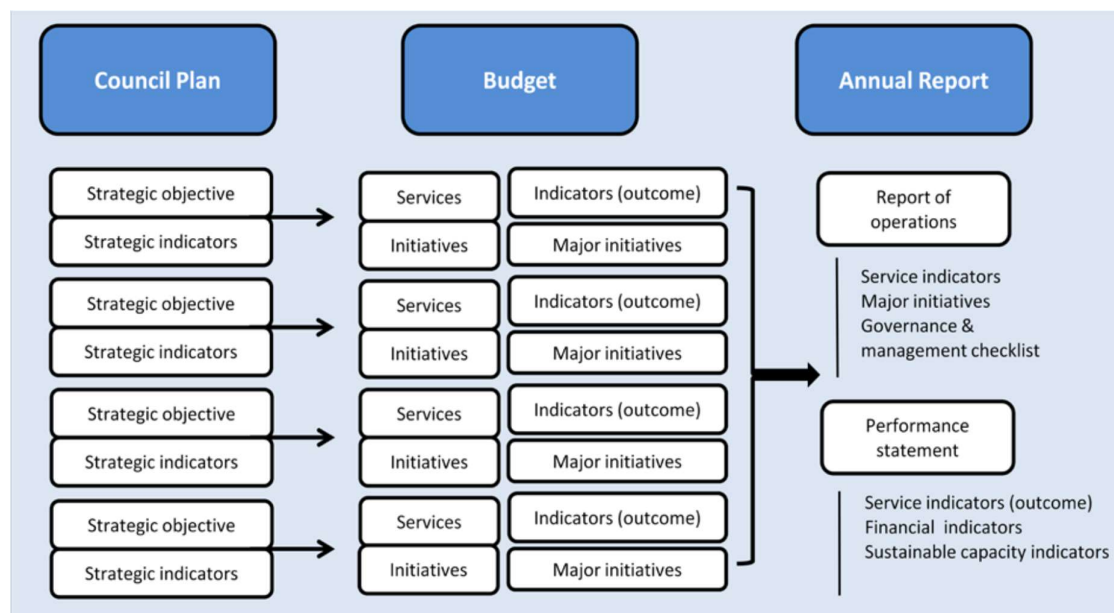 Council Plan
Budget
Annual Report
Strategic objective
Strategic indicators
Services
Indicators (outcome)
Initiatives
Major initiatives
Strategic objective
Strategic indicators
Services
Indicators (outcome)
Initiatives
Major initiatives
Strategic objective
Strategic indicators
Services
Indicators (outcome)
Initiatives
Major initiatives
Strategic objective
Strategic indicators
Services
Indicators (outcome)
Initiatives
Major initiatives
Report of
operations
Service indicators
Major initiatives
Governance &
management checklist
Performance
statement
Service indicators (outcome)
Financial indicators
Sustainable capacity indicators